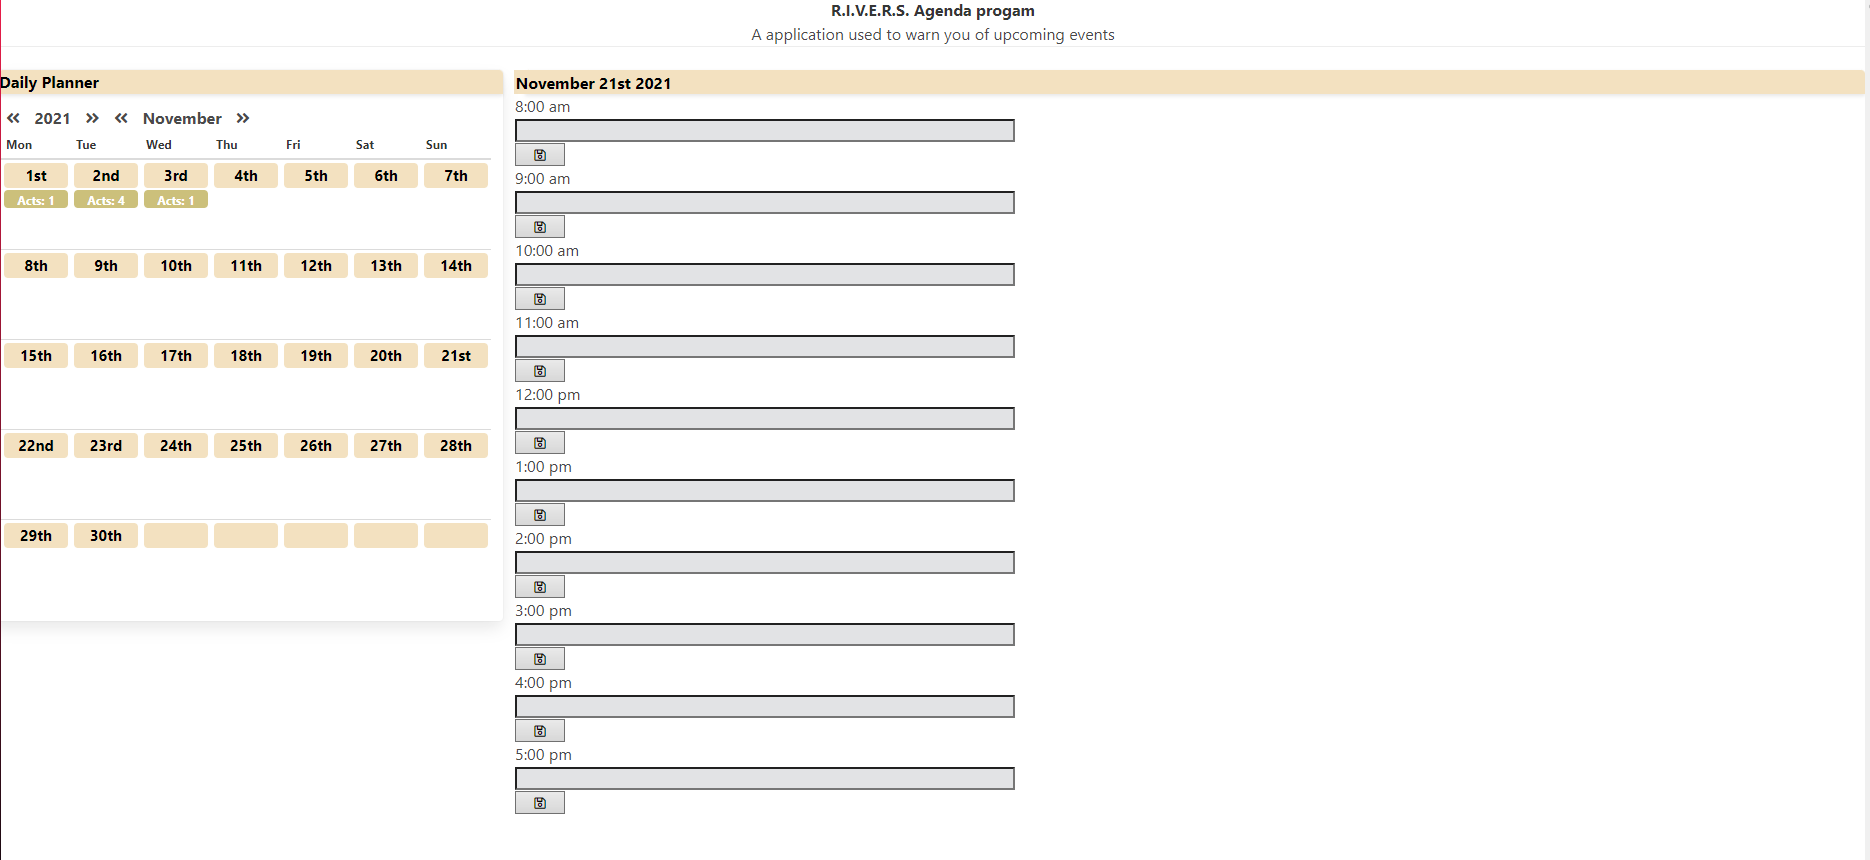 R.I.V.E.R.S. Agenda progam
A application used to warn you of upcoming events
Daily Planner
2021 November
Mon Tue Wed Thu Fri Sat Sun
1st 2nd 3rd 4th 5th 6th 7th
Acts: 1 Acts: 4 Acts: 1
8th 9th 10th 11th 12th 13th 14th
15th 16th 17th 18th 19th 20th 21st
22nd 23rd 24th 25th 26th 27th 28th
29th 30th
November 21st 2021
8:00 am
9:00 am
10:00 am
11:00 am
12:00 pm
1:00 pm
2:00 pm
3:00 pm
4:00 pm
5:00 pm